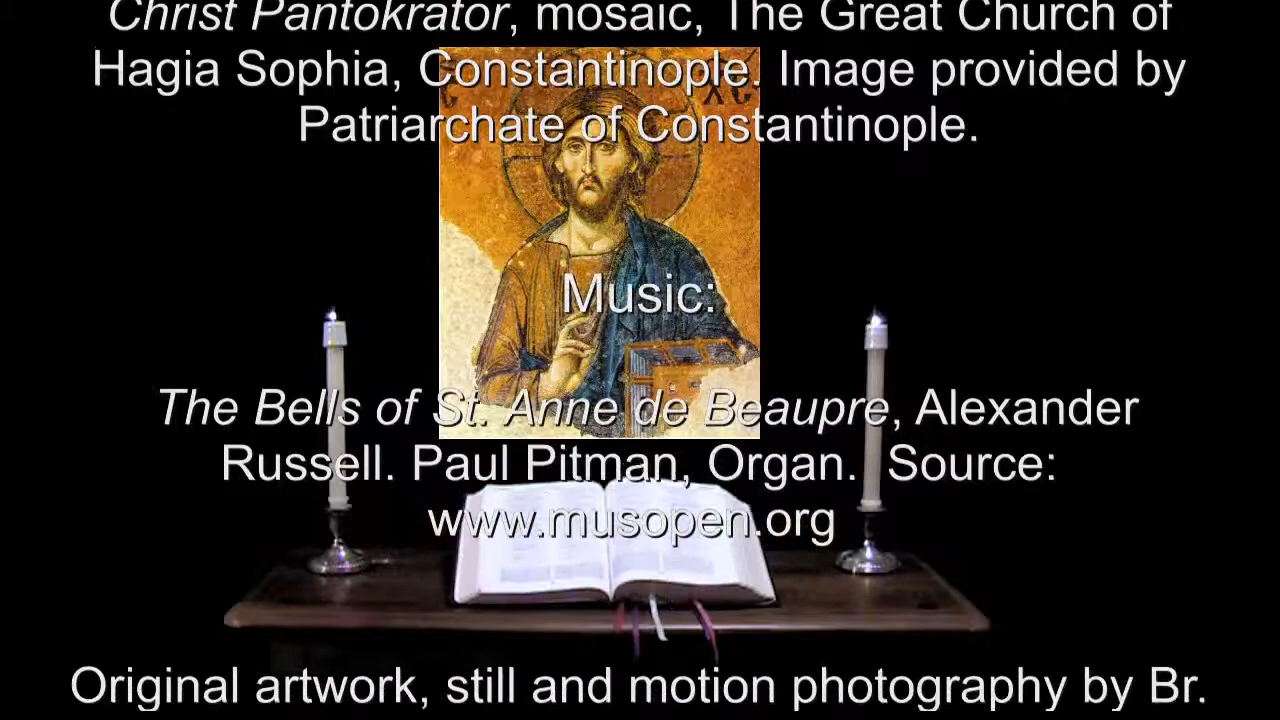 Christ Pantokrator, mosaic, The Great Church of
Hagia Sophia, Constantinople. Image provided by
Patriarchate of Constantinople.
Music:
The Bells of St. Anne de Beaupre, Alexander
Russell. Paul Pitman, Organ. Source:
www.musopen.org
Original artwork, still and motion photography by Br.